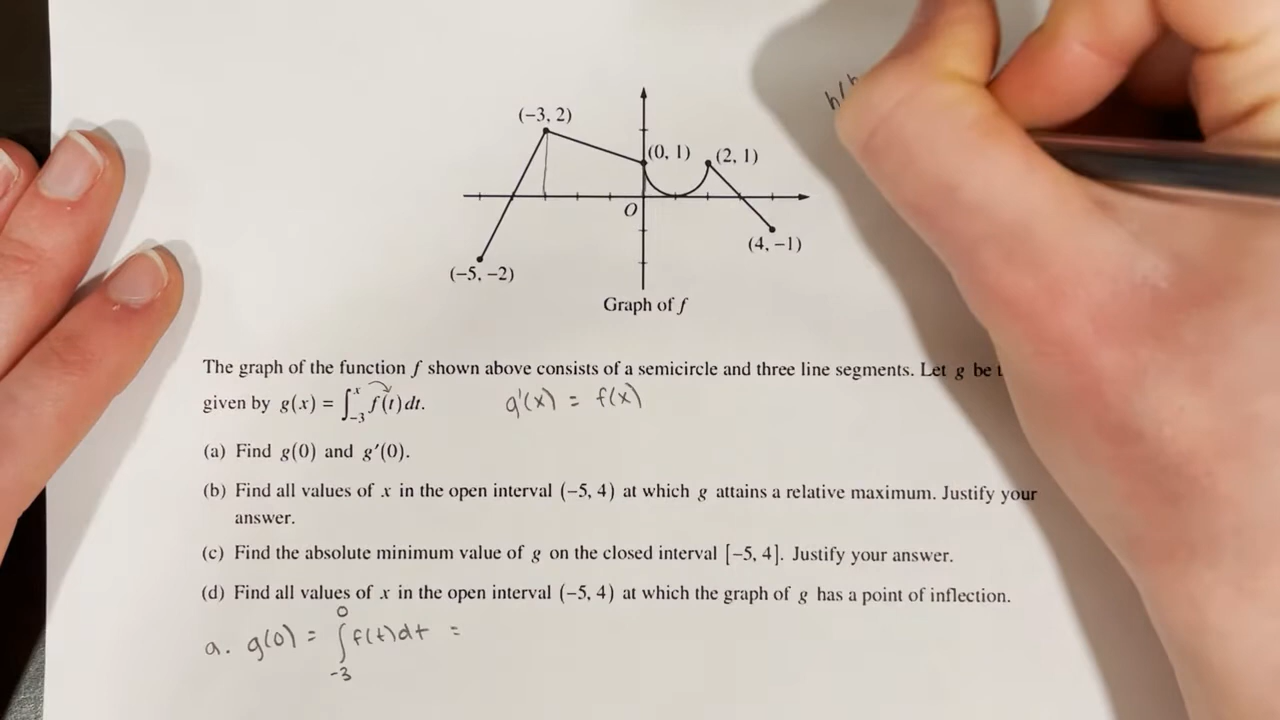 (−3, 2)
(0, 1)
(2, 1)
O
(4, −1)
(−5, −2)
Graph of f
The graph of the function f shown above consists of a semicircle and three line segments. Let g be
given by g(x) = ∫₋₃ˣ f(t) dt. g'(x) = f(x)
(a) Find g(0) and g′(0).
(b) Find all values of x in the open interval (−5, 4) at which g attains a relative maximum. Justify your
answer.
(c) Find the absolute minimum value of g on the closed interval [−5, 4]. Justify your answer.
(d) Find all values of x in the open interval (−5, 4) at which the graph of g has a point of inflection.
a. g(0) = ∫₋₃⁰ f(t)dt =